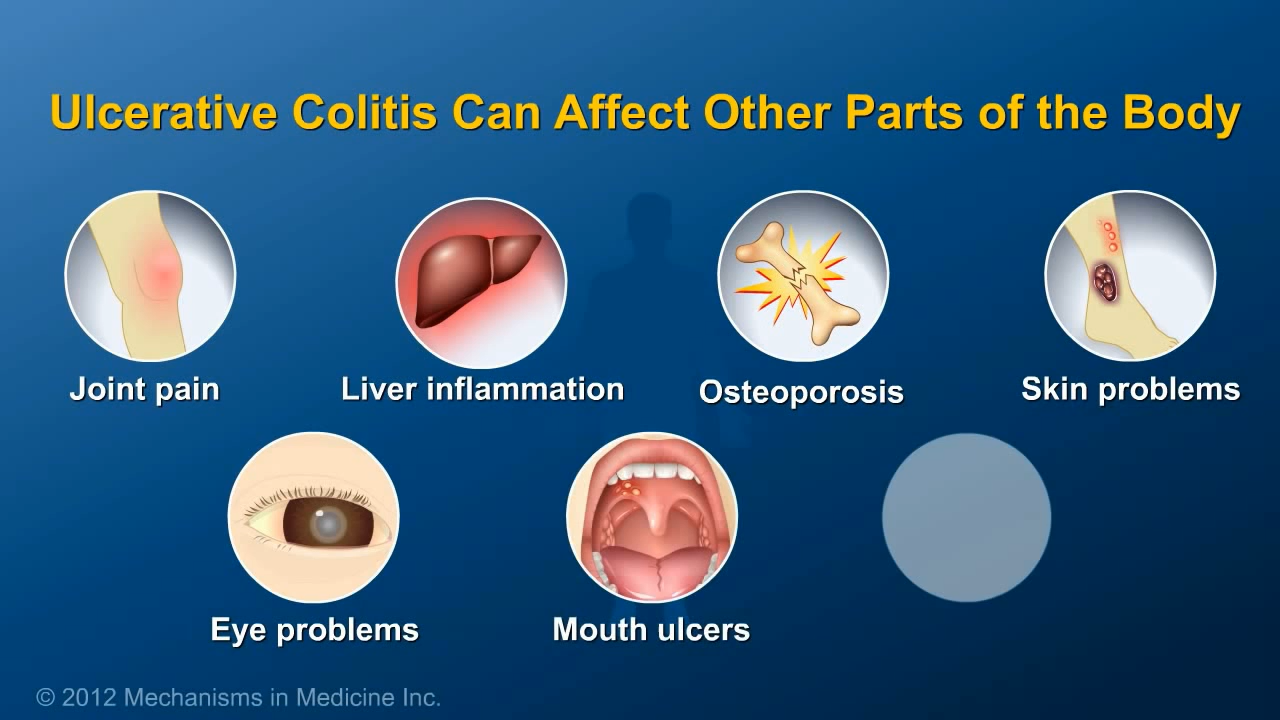 Ulcerative Colitis Can Affect Other Parts of the Body
Joint pain
Liver inflammation
Osteoporosis
Skin problems
Eye problems
Mouth ulcers
© 2012 Mechanisms in Medicine Inc.